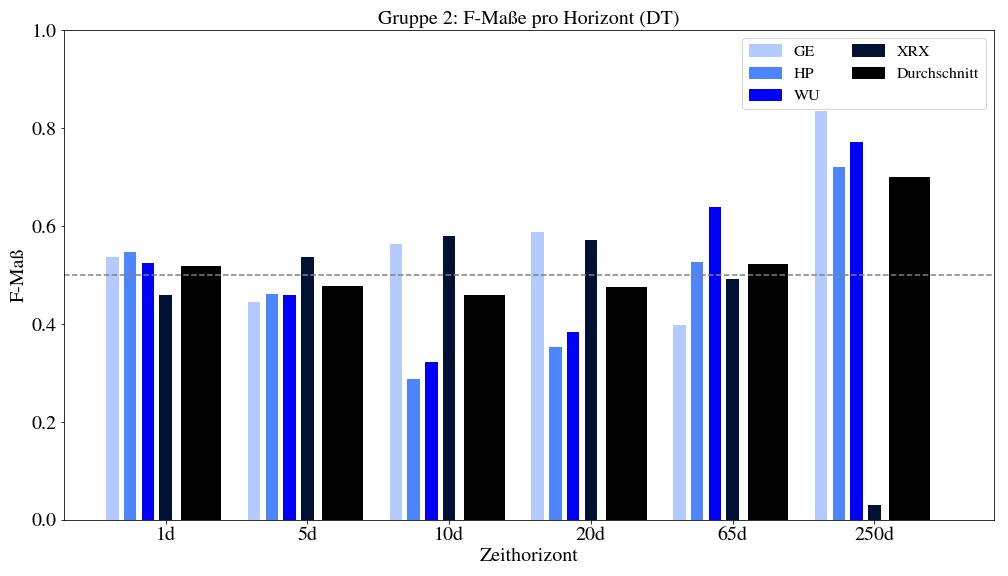 Gruppe 2: F-Maße pro Horizont (DT)
GE
HP
WU
XRX
Durchschnitt
F-Maß
1.0
0.8
0.6
0.4
0.2
0.0
1d 5d 10d 20d 65d 250d
Zeithorizont